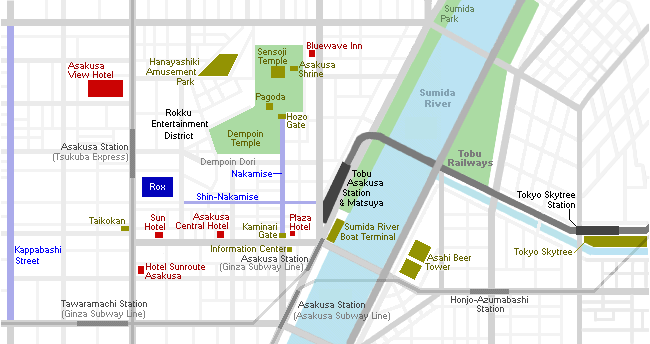 Sumida
Park
Bluewave Inn
Sensoji
Temple
Hanayashiki
Amusement
Park
Asakusa
View Hotel
Asakusa
Shrine
Pagoda
Sumida
River
Rokku
Entertainment
District
Hozo
Gate
Dempoin
Temple
Asakusa Station
(Tsukuba Express)
Dempoin Dori
Tobu
Railways
Nakamise
Tobu
Asakusa
Station
& Matsuya
Rox
Shin-Nakamise
Tokyo Skytree
Station
Taikokan
Sun
Hotel
Asakusa
Central Hotel
Kaminari
Gate
Plaza
Hotel
Sumida River
Boat Terminal
Kappabashi
Street
Information Center
Asakusa Station
(Ginza Subway Line)
Asahi Beer
Tower
Tokyo Skytree
Hotel Sunroute
Asakusa
Tawaramachi Station
(Ginza Subway Line)
Asakusa Station
(Asakusa Subway Line)
Honjo-Azumabashi
Station